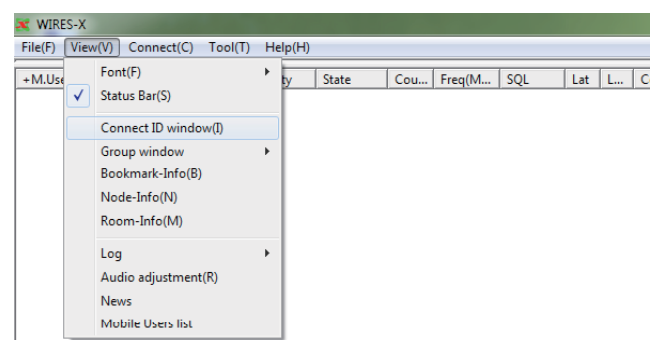 WIRES-X
File(F) View(V) Connect(C) Tool(T) Help(H)
+M.Use ty State Cou... Freq(M... SQL Lat L... C
Font(F)
Status Bar(S)
Connect ID window(I)
Group window
Bookmark-Info(B)
Node-Info(N)
Room-Info(M)
Log
Audio adjustment(R)
News
Mobile Users list